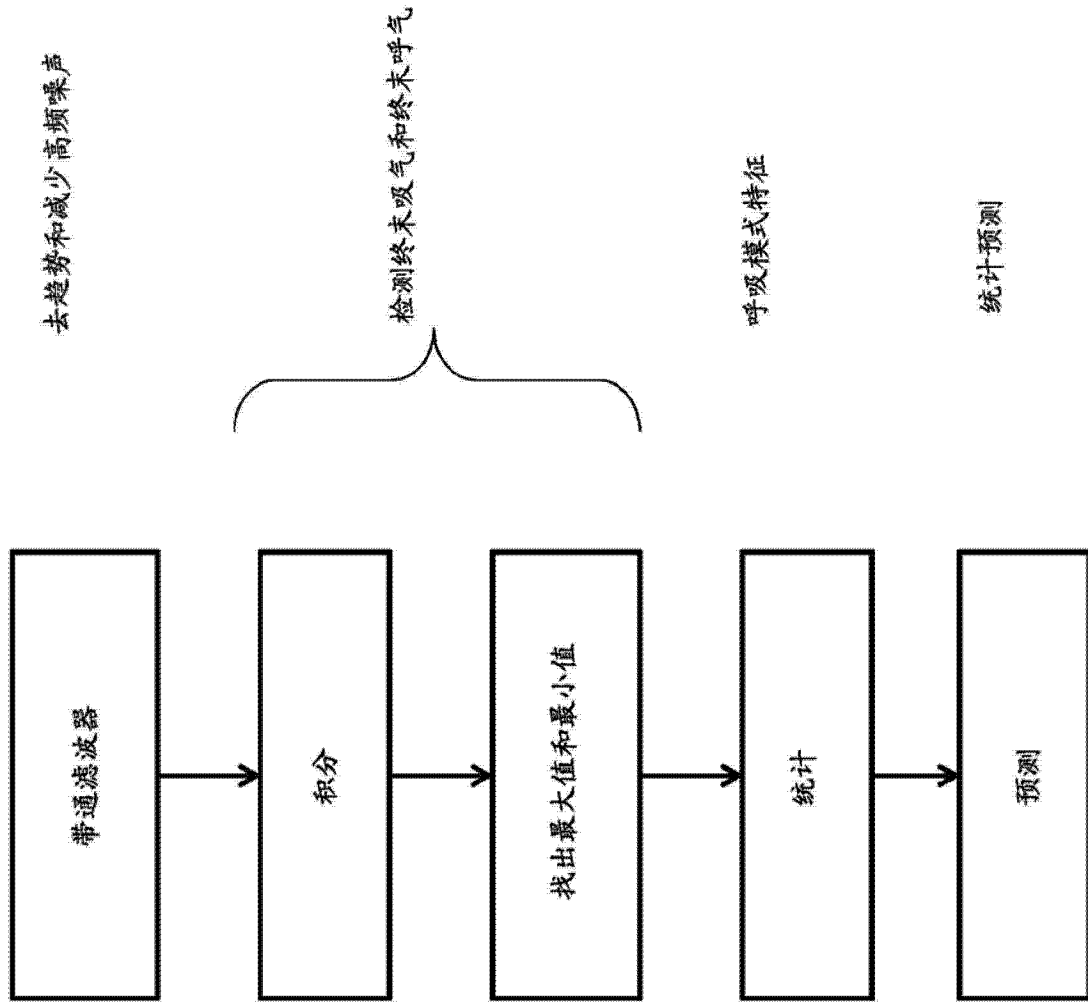 去趋势和减少高频噪声
检测终末吸气和终末呼气
呼吸模式特征
统计预测
带通滤波器
积分
找出最大值和最小值
统计
预测